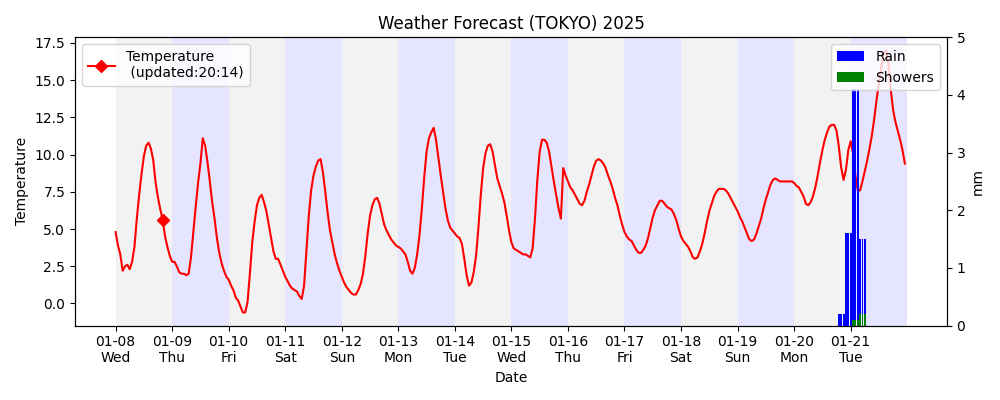 Weather Forecast (TOKYO) 2025
Temperature
(updated:20:14)
Rain
Showers
17.5
15.0
12.5
10.0
7.5
5.0
2.5
0.0
Temperature
5
4
3
2
1
0
mm
01-08 01-09 01-10 01-11 01-12 01-13 01-14 01-15 01-16 01-17 01-18 01-19 01-20 01-21
Wed Thu Fri Sat Sun Mon Tue Wed Thu Fri Sat Sun Mon Tue
Date